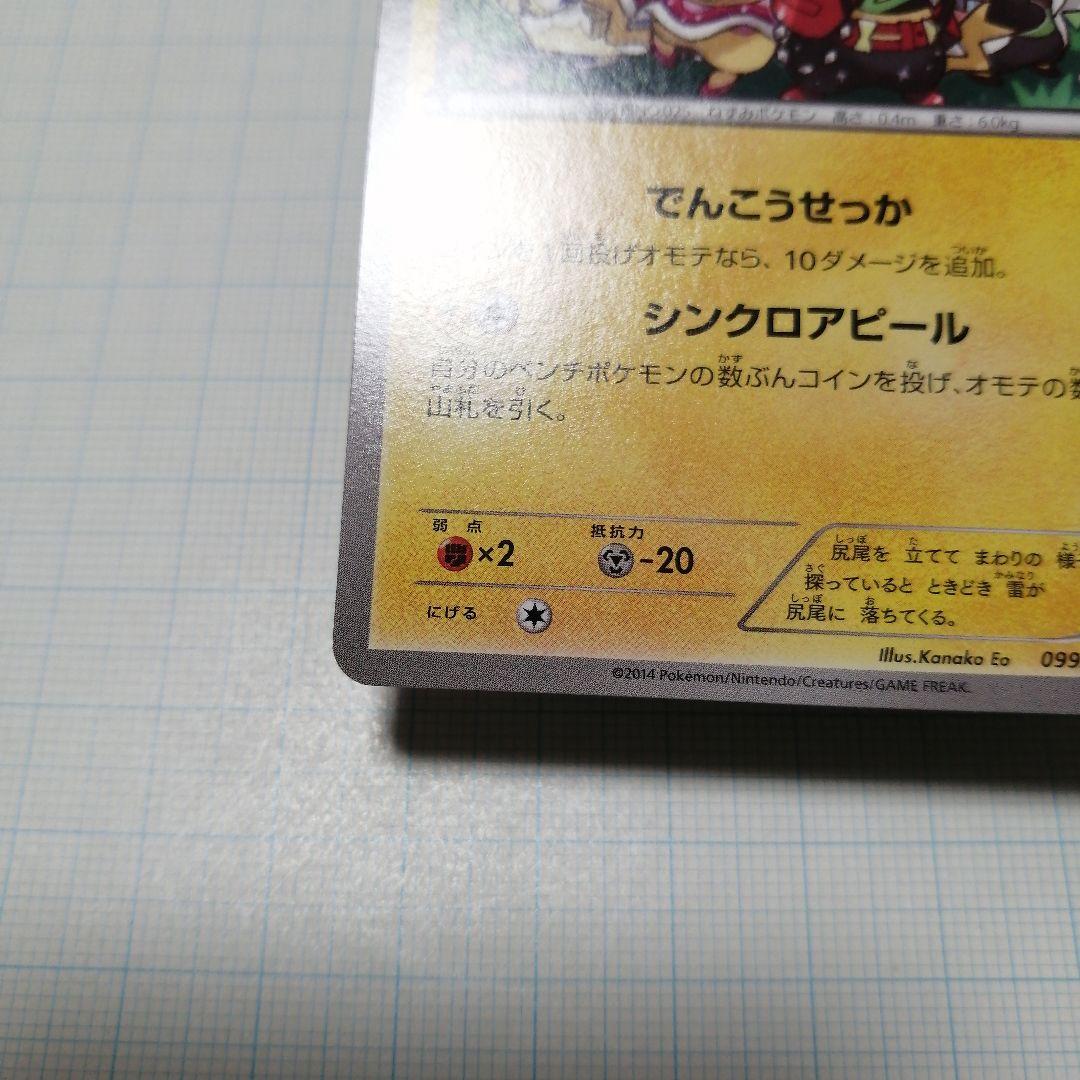 ねずみポケモン 高さ:0.4m 重さ:6.0kg
でんこうせっか
1回投げオモテなら、10ダメージを追加。
シンクロアピール
自分のベンチポケモンの数ぶんコインを投げ、オモテの数
山札を引く。
弱点 抵抗力
×2 -20
にげる
尻尾を 立てて まわりの 様
探っていると ときどき 雷が
尻尾に 落ちてくる。
Illus.Kanako Eo 099
©2014 Pokémon/Nintendo/Creatures/GAME FREAK.